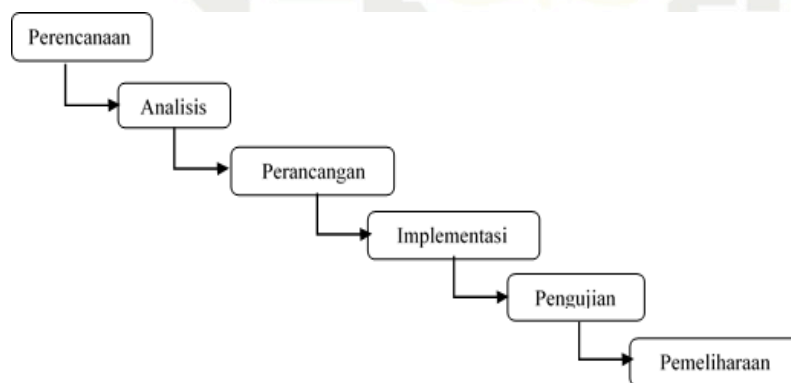 Perencanaan
Analisis
Perancangan
Implementasi
Pengujian
Pemeliharaan